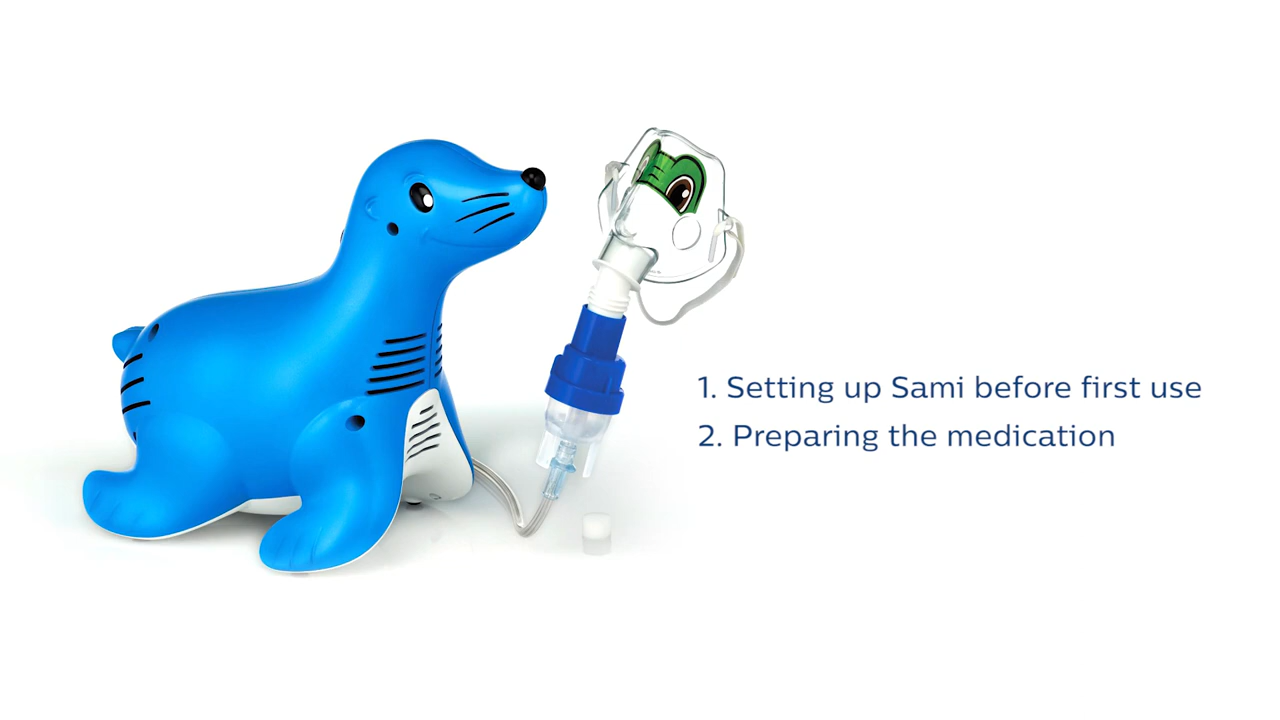 1. Setting up Sami before first use
2. Preparing the medication